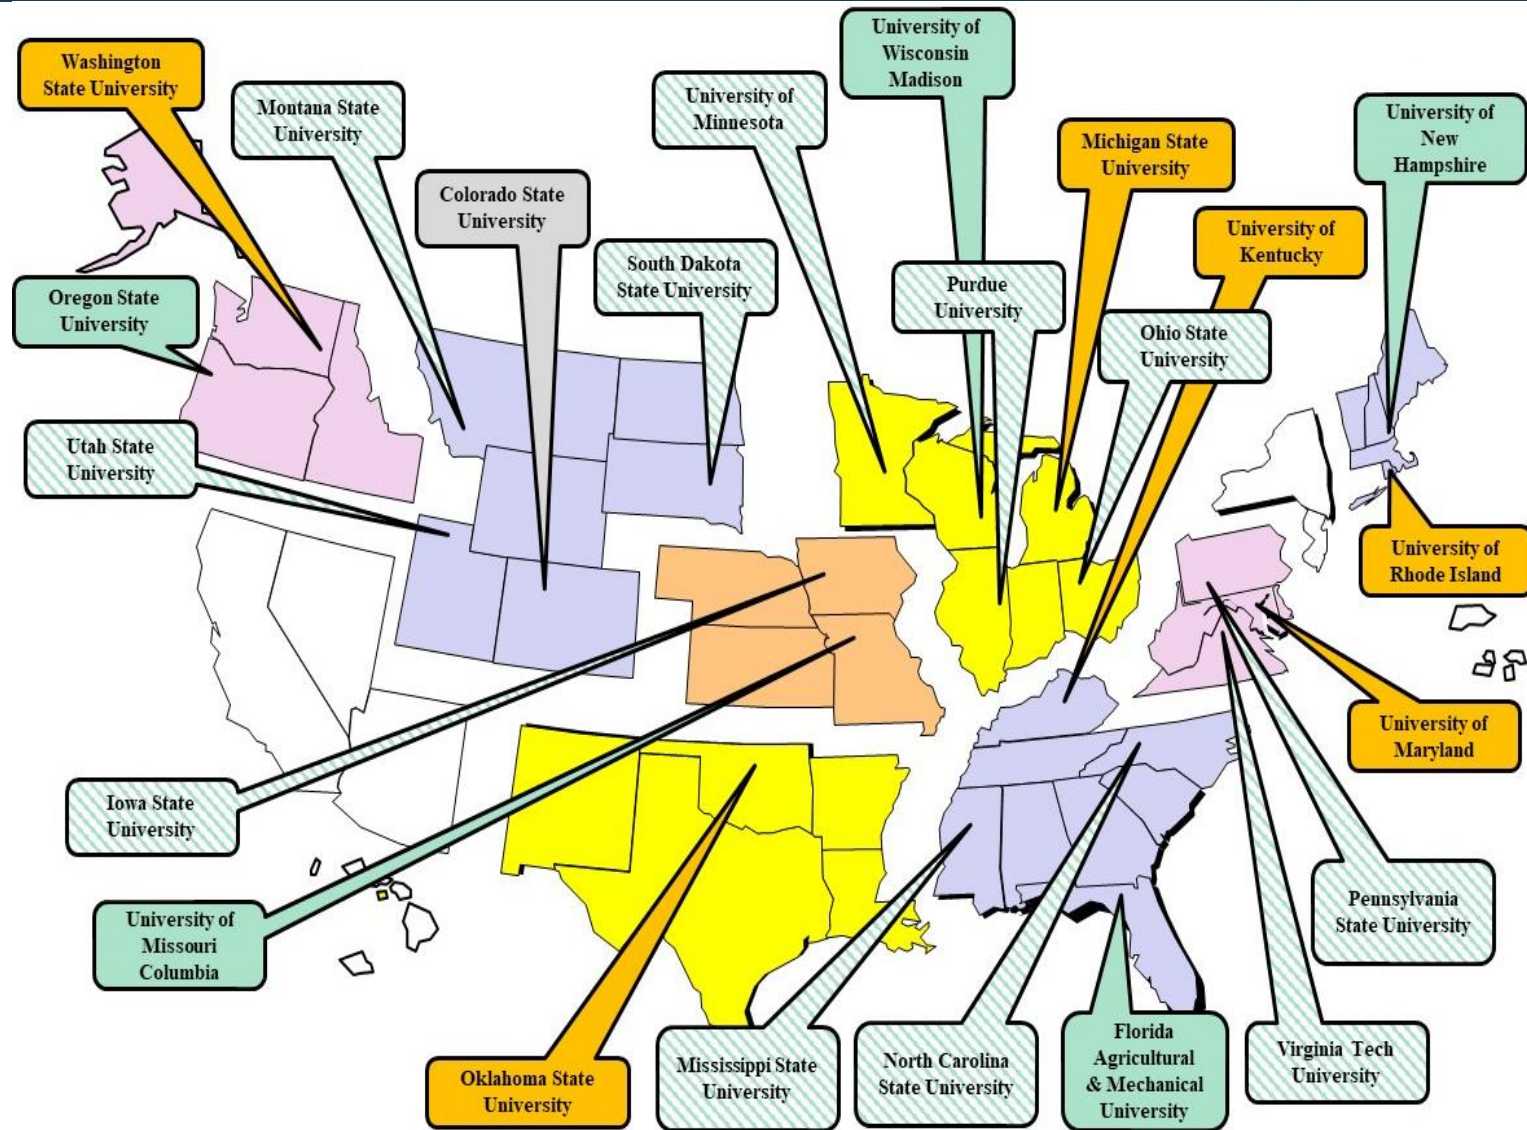 University of
Wisconsin
Madison
Washington
State University
Montana State
University
University of
Minnesota
Michigan State
University
University of
New
Hampshire
Colorado State
University
University of
Kentucky
South Dakota
State University
Purdue
University
Oregon State
University
Ohio State
University
Utah State
University
University of
Rhode Island
University of
Maryland
Iowa State
University
Pennsylvania
State University
University of
Missouri
Columbia
Oklahoma State
University
Mississippi State
University
North Carolina
State University
Florida
Agricultural
& Mechanical
University
Virginia Tech
University